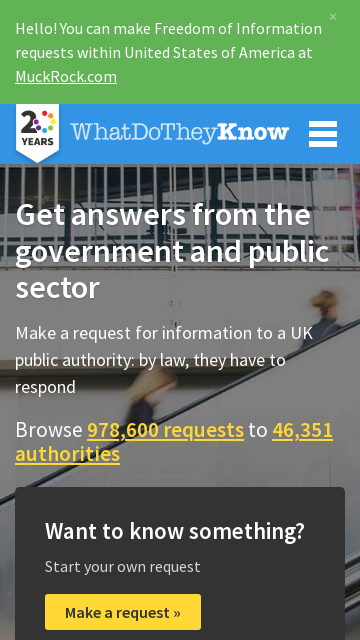 ×
Hello! You can make Freedom of Information
requests within United States of America at
MuckRock.com
20
YEARS
WhatDoTheyKnow
Get answers from the
government and public
sector
Make a request for information to a UK
public authority: by law, they have to
respond
Browse 978,600 requests to 46,351
authorities
Want to know something?
Start your own request
Make a request »